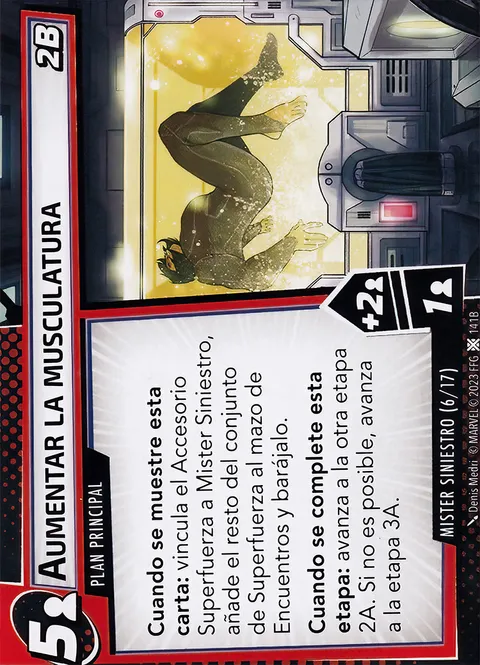 AUMENTAR LA MUSCULATURA
2B
PLAN PRINCIPAL
5
Cuando se muestre esta
carta: vincula el Accesorio
Superfuerza a Mister Siniestro,
añade el resto del conjunto
de Superfuerza al mazo de
Encuentros y barájalo.
Cuando se complete esta
etapa: avanza a la otra etapa
2A. Si no es posible, avanza
a la etapa 3A.
+2
1
MISTER SINIESTRO (6/17)
Denis Medri © MARVEL © 2023 FFG 141B